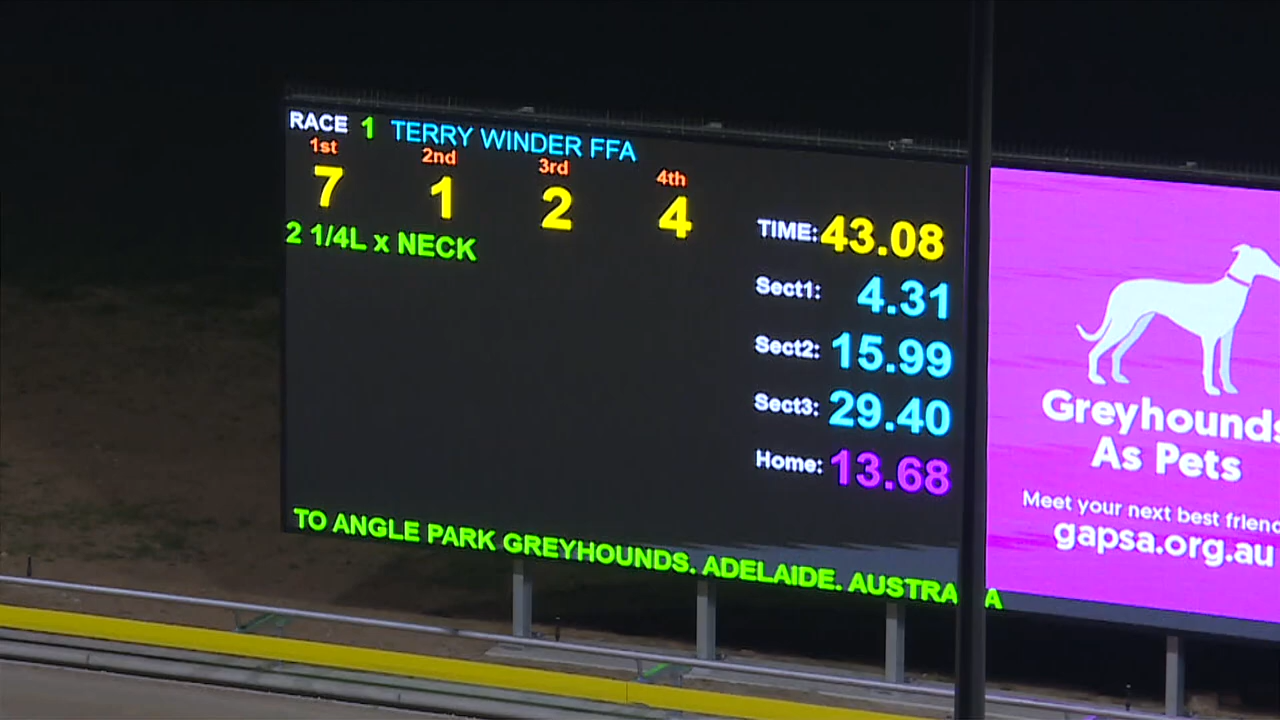 RACE 1 TERRY WINDER FFA
1st 2nd 3rd 4th
7 1 2 4
2 1/4L x NECK
TIME: 43.08
Sect1: 4.31
Sect2: 15.99
Sect3: 29.40
Home: 13.68
TO ANGLE PARK GREYHOUNDS. ADELAIDE. AUSTRALIA
Greyhounds
As Pets
Meet your next best friend
gapsa.org.au